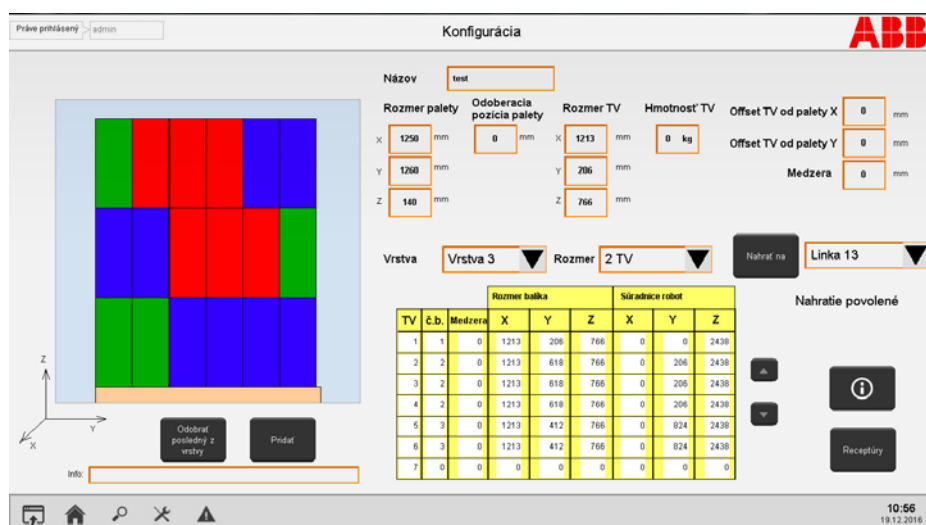 Práve prihlásený admin
Konfigurácia
ABB
Názov test
Rozmer palety
Odoberacia
pozícia palety
Rozmer TV
Hmotnosť TV
X 1250 mm
0 mm
X 1213 mm
0 kg
Y 1260 mm
Y 206 mm
Z 140 mm
Z 766 mm
Offset TV od palety X 0 mm
Offset TV od palety Y 0 mm
Medzera 0 mm
Vrstva Vrstva 3 Rozmer 2 TV
Nahrať na Linka 13
Nahratie povolené
Rozmer balíka Súradnice robot
TV č.b. Medzera X Y Z X Y Z
1 1 0 1213 206 766 0 0 2438
2 2 0 1213 618 766 0 206 2438
3 2 0 1213 618 766 0 206 2438
4 2 0 1213 618 766 0 206 2438
5 3 0 1213 412 766 0 824 2438
6 3 0 1213 412 766 0 824 2438
7 0 0 0 0 0 0 0 0
Z
Y
X
Odobrať
posledný z
vrstvy
Pridať
Receptúry
Info:
10:56
19.12.2016